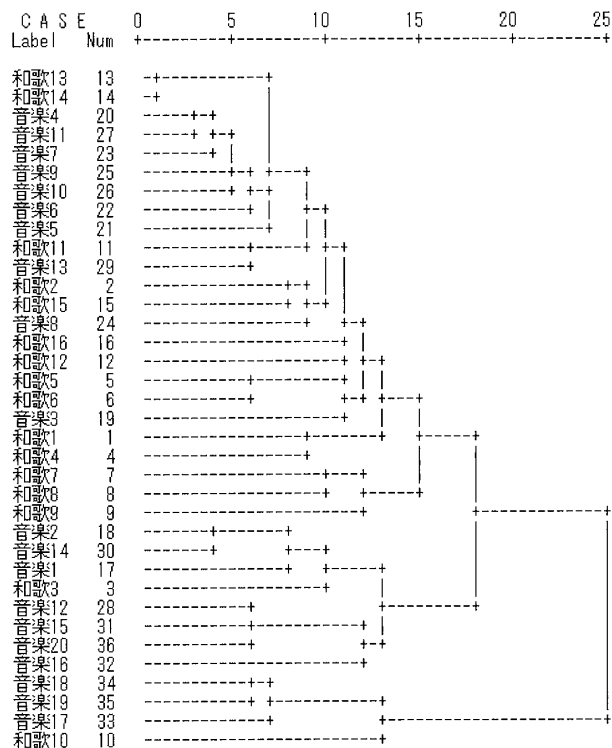 C A S E 0 5 10 15 20 25
Label Num
和歌13 13
和歌14 14
音楽4 20
音楽11 27
音楽7 23
音楽9 25
音楽10 26
音楽6 22
音楽5 21
和歌11 11
音楽13 29
和歌2 2
和歌15 15
音楽8 24
和歌16 16
和歌12 12
和歌5 5
和歌6 6
音楽3 19
和歌1 1
和歌4 4
和歌7 7
和歌8 8
和歌9 9
音楽2 18
音楽14 30
音楽1 17
和歌3 3
音楽12 28
音楽15 31
音楽20 36
音楽16 32
音楽18 34
音楽19 35
音楽17 33
和歌10 10